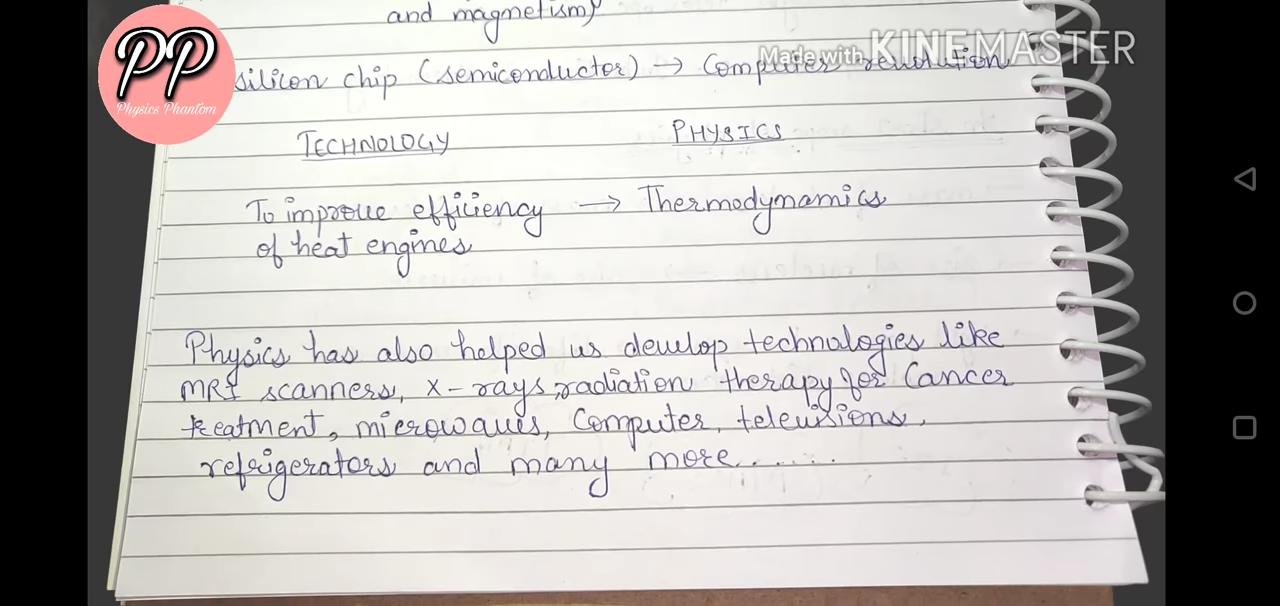 and magnetism)
PP
Physics Phantom
Made with KINEMASTER
silicon chip (semiconductor) → Computer revolution
TECHNOLOGY PHYSICS
To improve efficiency → Thermodynamics
of heat engines
Physics has also helped us develop technologies like
MRI scanners, X-rays, radiation therapy for Cancer
treatment, microwaves, Computer, televisions,
refrigerators and many more......